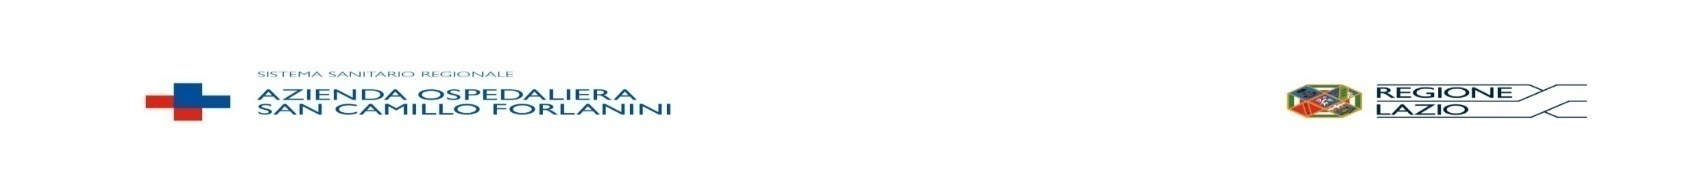 SISTEMA SANITARIO REGIONALE
AZIENDA OSPEDALIERA
SAN CAMILLO FORLANINI
REGIONE
LAZIO